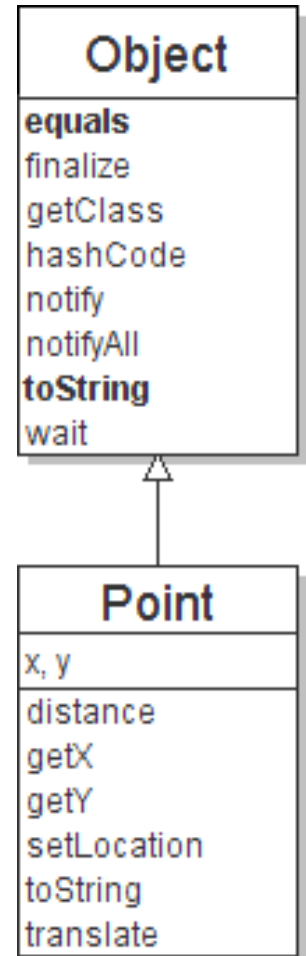 Object
equals
finalize
getClass
hashCode
notify
notifyAll
toString
wait
Point
x, y
distance
getX
getY
setLocation
toString
translate